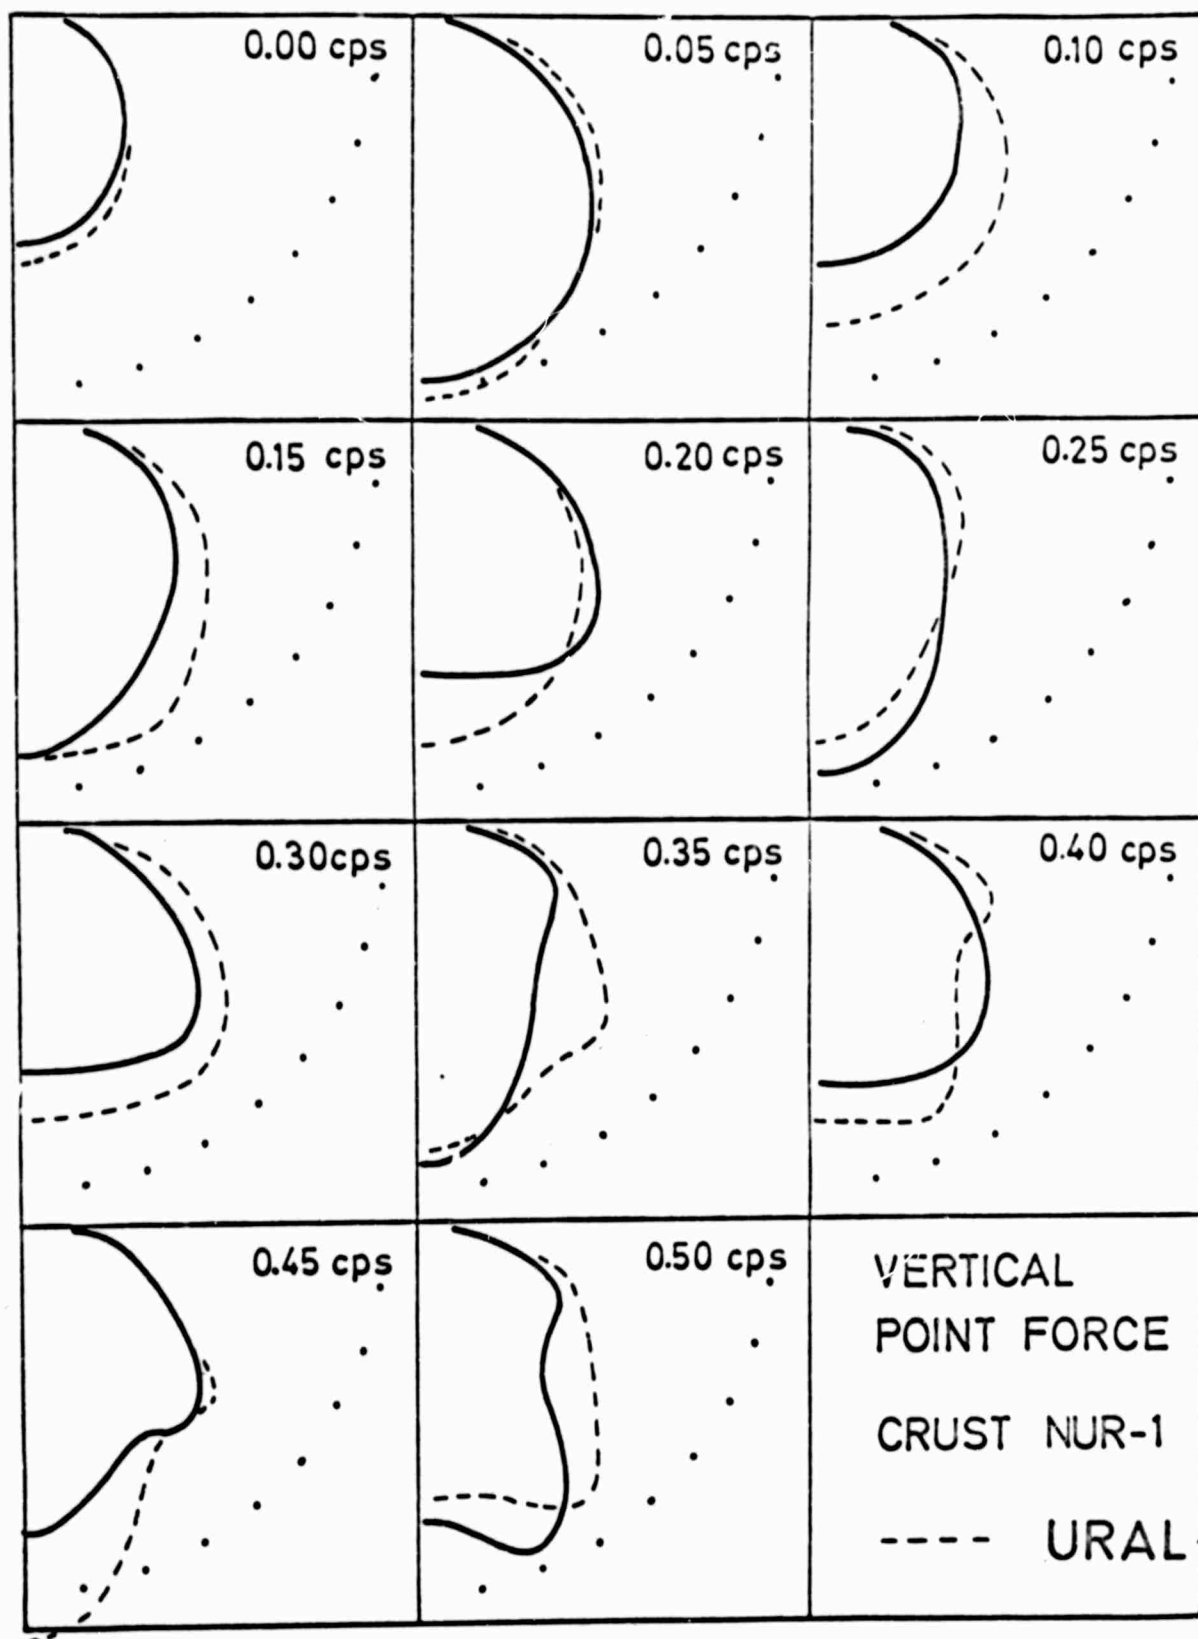 0.00 cps
0.05 cps
0.10 cps
0.15 cps
0.20 cps
0.25 cps
0.30cps
0.35 cps
0.40 cps
0.45 cps
0.50 cps
VERTICAL
POINT FORCE
CRUST NUR-1
---- URAL-